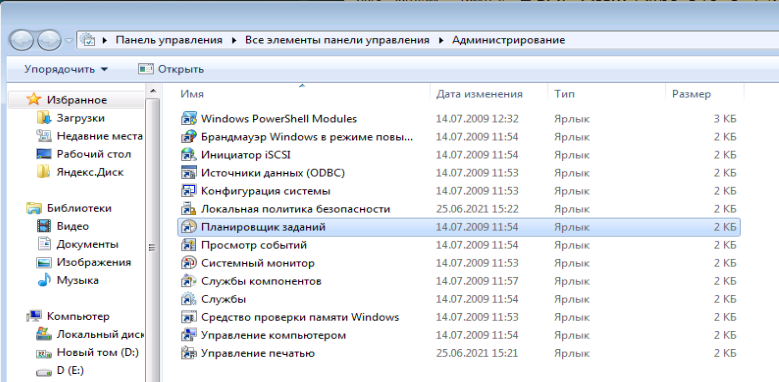 Панель управления ▸ Все элементы панели управления ▸ Администрирование
Упорядочить Открыть
Избранное
Загрузки
Недавние места
Рабочий стол
Яндекс.Диск
Библиотеки
Видео
Документы
Изображения
Музыка
Компьютер
Локальный диск
Новый том (D:)
D (E:)
Имя Дата изменения Тип Размер
Windows PowerShell Modules 14.07.2009 12:32 Ярлык 3 КБ
Брандмауэр Windows в режиме повы... 14.07.2009 11:54 Ярлык 2 КБ
Инициатор iSCSI 14.07.2009 11:54 Ярлык 2 КБ
Источники данных (ODBC) 14.07.2009 11:53 Ярлык 2 КБ
Конфигурация системы 14.07.2009 11:53 Ярлык 2 КБ
Локальная политика безопасности 25.06.2021 15:22 Ярлык 2 КБ
Планировщик заданий 14.07.2009 11:54 Ярлык 2 КБ
Просмотр событий 14.07.2009 11:54 Ярлык 2 КБ
Системный монитор 14.07.2009 11:53 Ярлык 2 КБ
Службы компонентов 14.07.2009 11:57 Ярлык 2 КБ
Службы 14.07.2009 11:54 Ярлык 2 КБ
Средство проверки памяти Windows 14.07.2009 11:53 Ярлык 2 КБ
Управление компьютером 14.07.2009 11:54 Ярлык 2 КБ
Управление печатью 25.06.2021 15:21 Ярлык 2 КБ